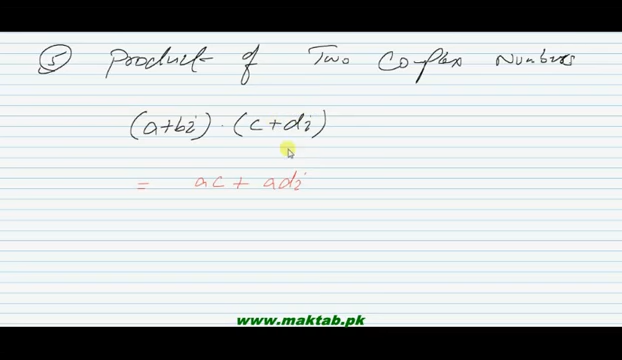 ⑤ Product of Two Complex Numbers
(a+bi) · (c+di)
= ac + adi
www.maktab.pk